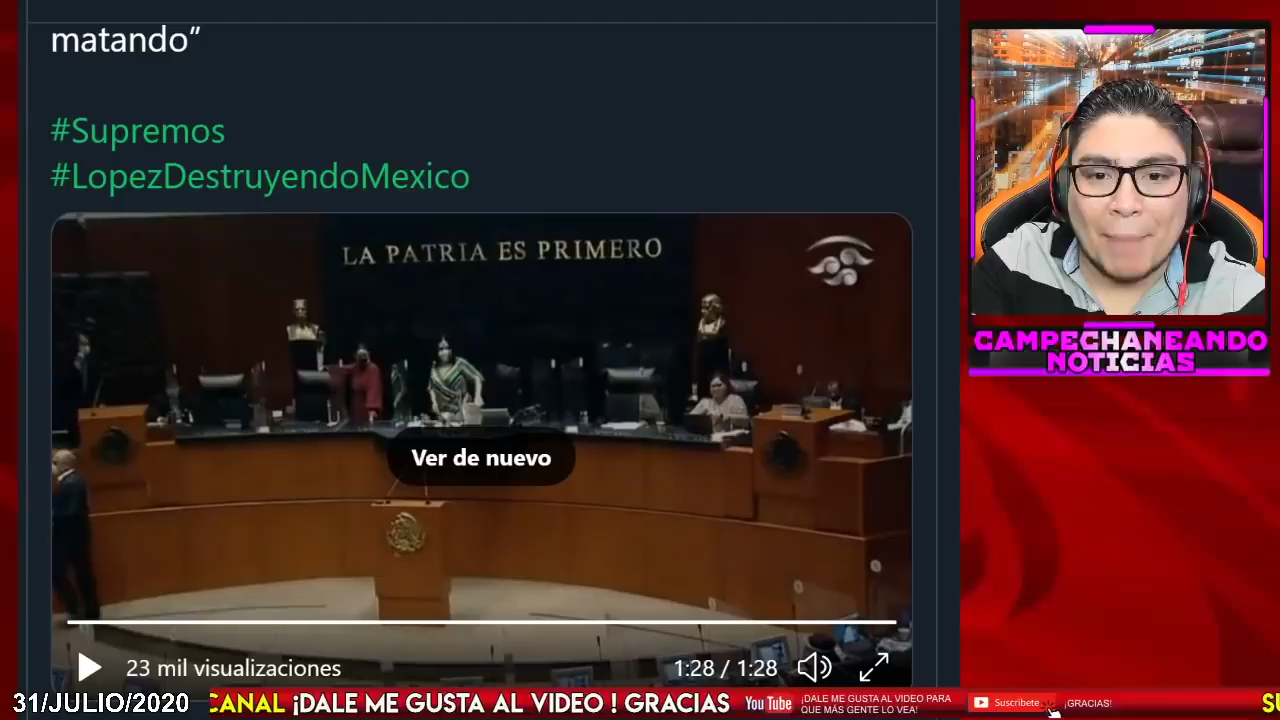 matando”
#Supremos
#LopezDestruyendoMexico
LA PATRIA ES PRIMERO
Ver de nuevo
23 mil visualizaciones
1:28 / 1:28
CAMPECHANEANDO
NOTICIAS
31/JULIO/2020
CANAL ¡DALE ME GUSTA AL VIDEO ! GRACIAS
YouTube
¡DALE ME GUSTA AL VIDEO PARA
QUE MÁS GENTE LO VEA!
Suscribete
¡GRACIAS!